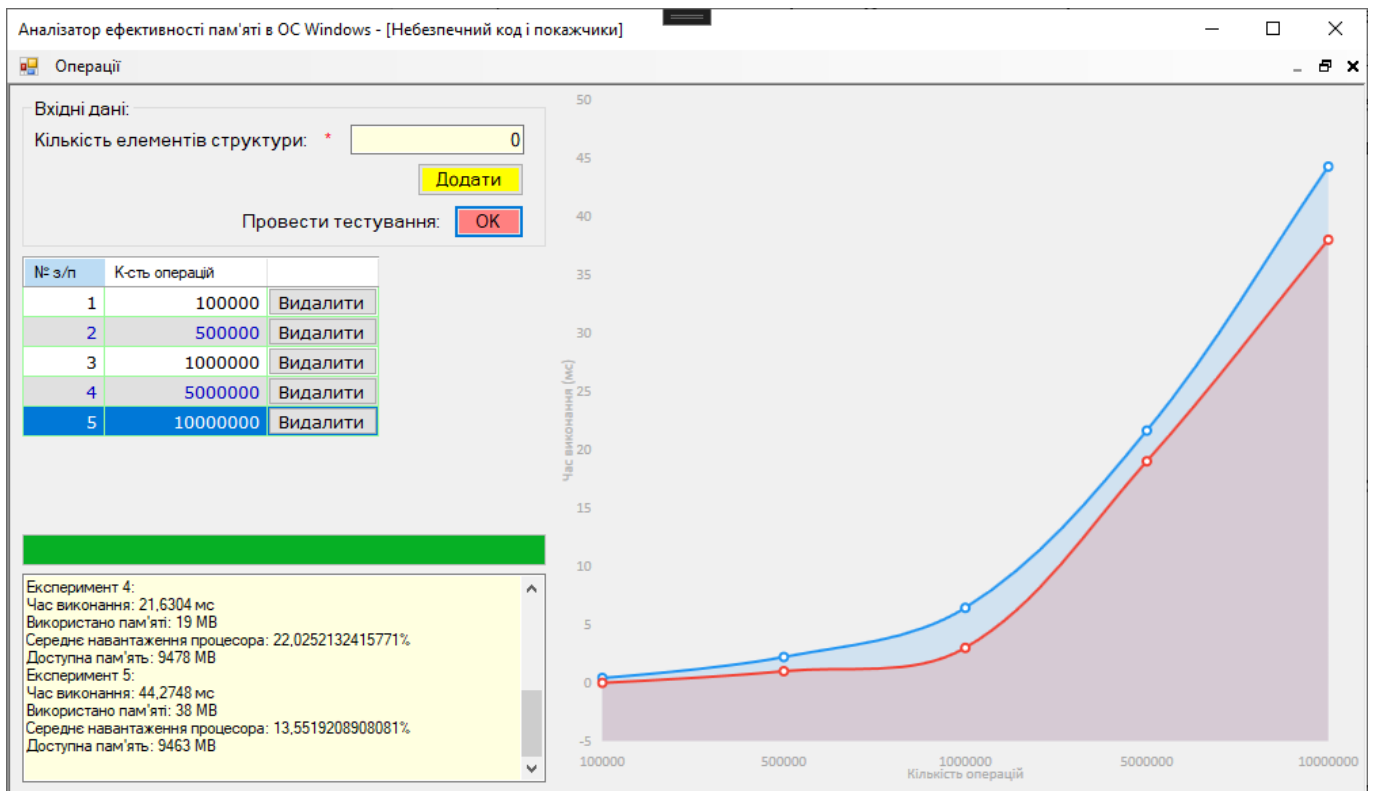 Аналізатор ефективності пам'яті в ОС Windows - [Небезпечний код і покажчики]
Операції
Вхідні дані:
Кількість елементів структури: * 0
Додати
Провести тестування: OK
№ з/п К-сть операцій
1 100000 Видалити
2 500000 Видалити
3 1000000 Видалити
4 5000000 Видалити
5 10000000 Видалити
Експеримент 4:
Час виконання: 21,6304 мс
Використано пам'яті: 19 MB
Середнє навантаження процесора: 22,0252132415771%
Доступна пам'ять: 9478 MB
Експеримент 5:
Час виконання: 44,2748 мс
Використано пам'яті: 38 MB
Середнє навантаження процесора: 13,5519208908081%
Доступна пам'ять: 9463 MB
50
45
40
35
30
25
20
15
10
5
0
-5
Час виконання (мс)
100000 500000 1000000 5000000 10000000
Кількість операцій